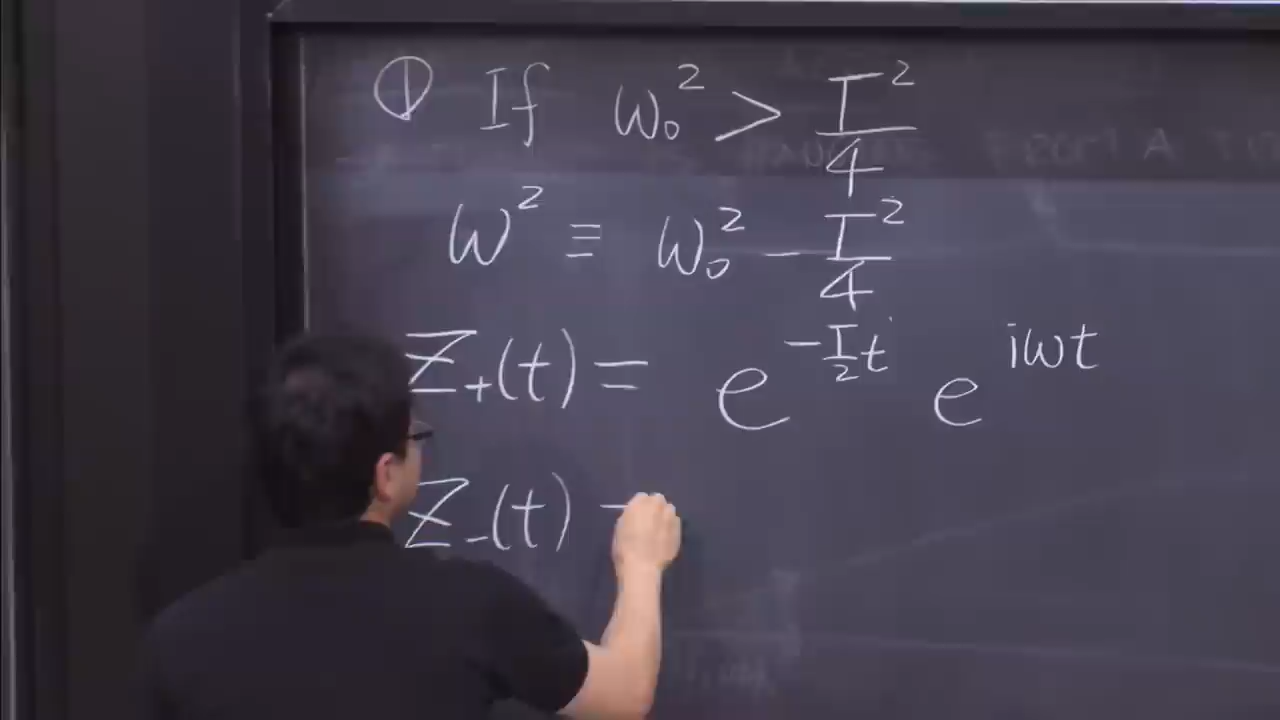 ① If ω₀² > Γ²/4
ω² ≡ ω₀² - Γ²/4
Z₊(t) = e^(-Γ/2 t) e^(iωt)
Z₋(t) =